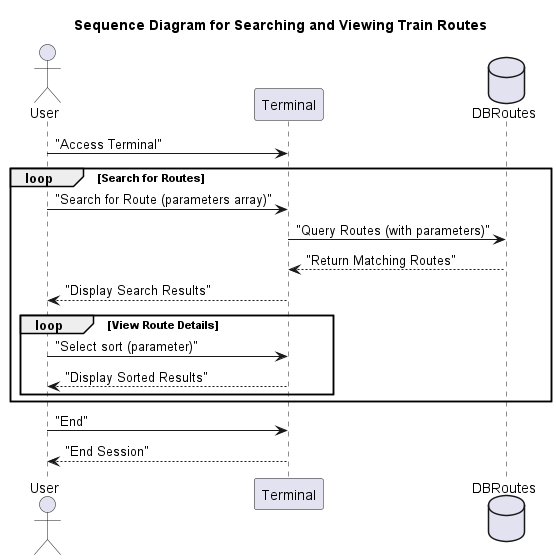 Sequence Diagram for Searching and Viewing Train Routes
User
Terminal
DBRoutes
"Access Terminal"
loop [Search for Routes]
"Search for Route (parameters array)"
"Query Routes (with parameters)"
"Return Matching Routes"
"Display Search Results"
loop [View Route Details]
"Select sort (parameter)"
"Display Sorted Results"
"End"
"End Session"
User
Terminal
DBRoutes